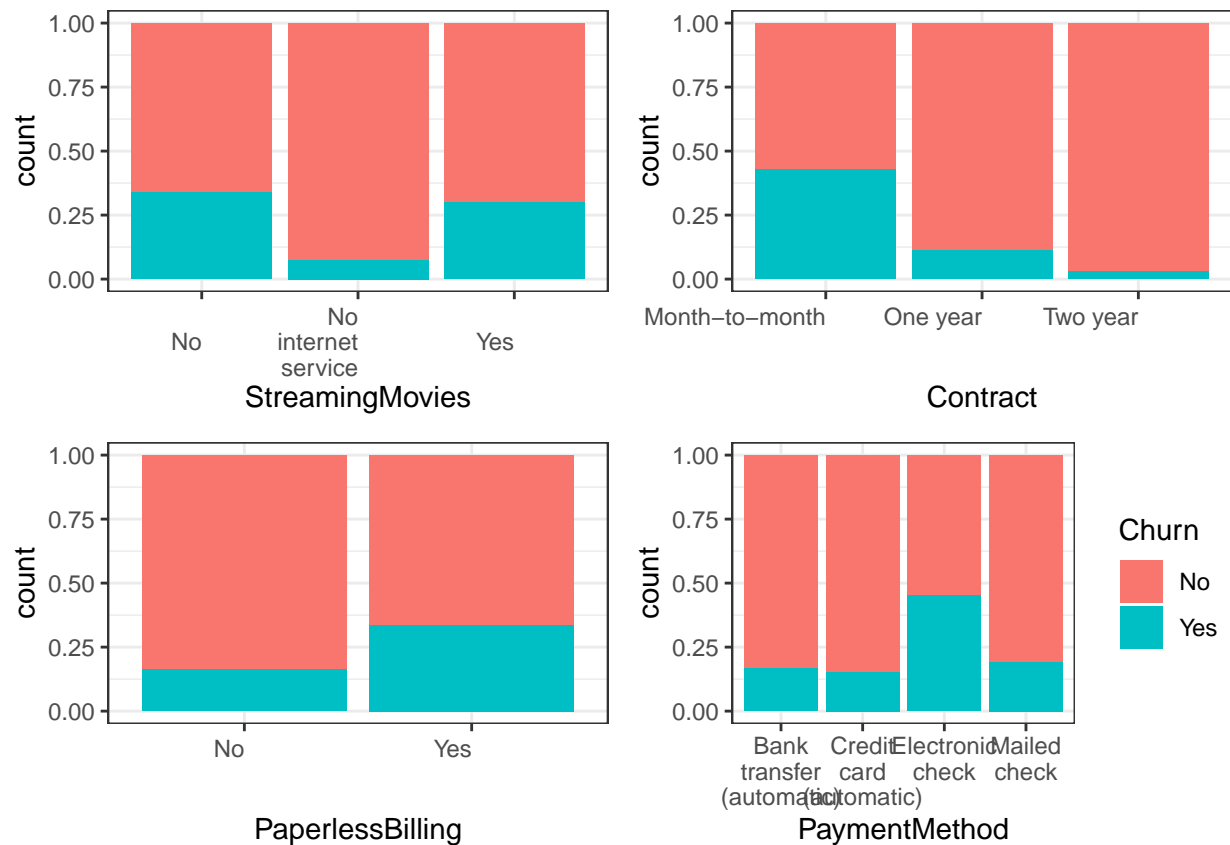 count
1.00
0.75
0.50
0.25
0.00
No
No
internet
service
Yes
StreamingMovies
count
1.00
0.75
0.50
0.25
0.00
Month−to−month
One year
Two year
Contract
count
1.00
0.75
0.50
0.25
0.00
No
Yes
PaperlessBilling
count
1.00
0.75
0.50
0.25
0.00
Bank
transfer
(automatic)
Credit
card
(automatic)
Electronic
check
Mailed
check
PaymentMethod
Churn
No
Yes